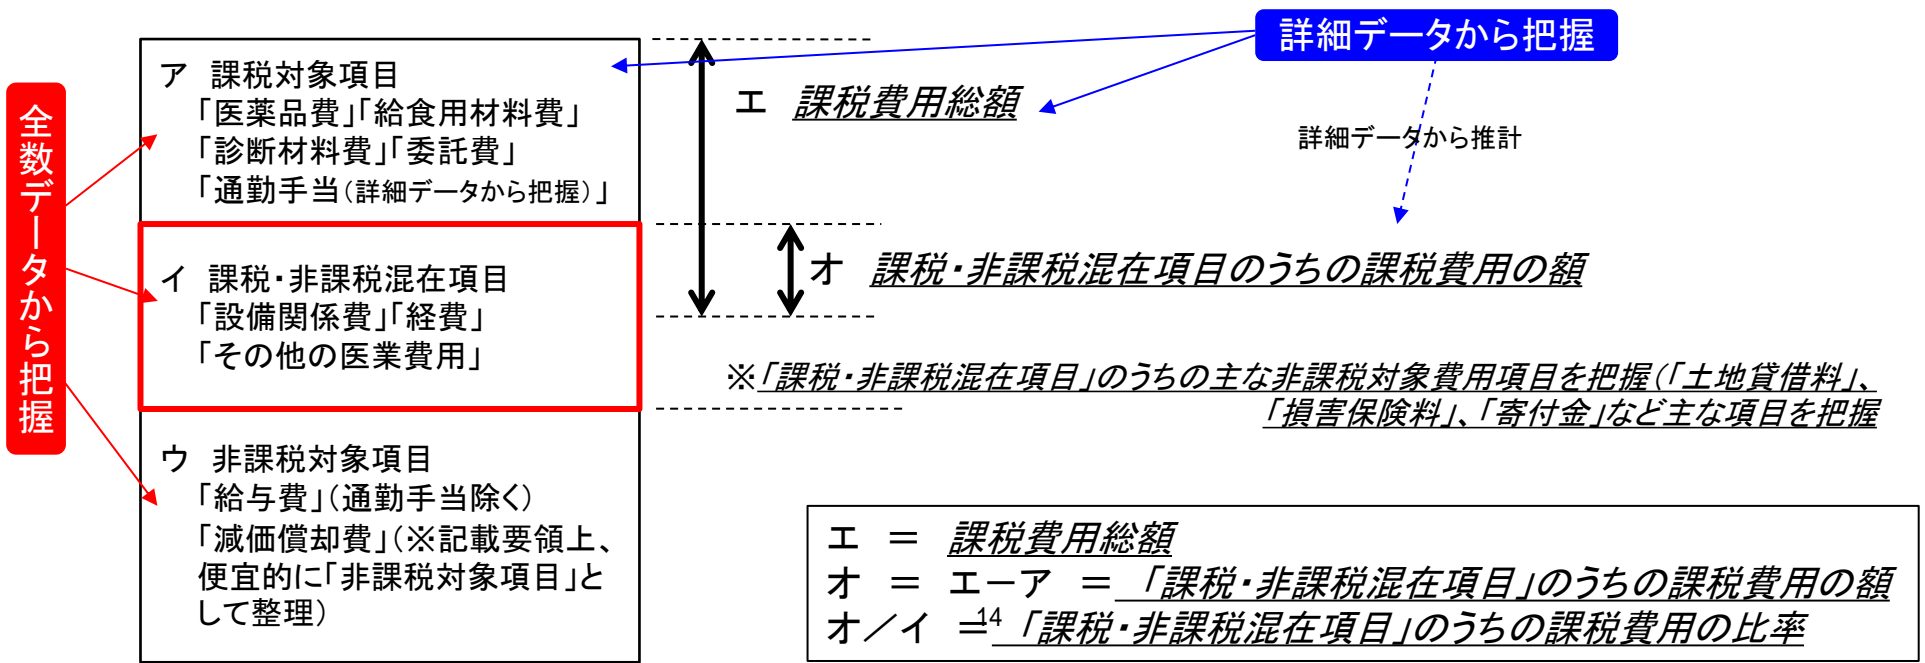 詳細データから把握
全数データから把握
ア　課税対象項目
「医薬品費」「給食用材料費」
「診断材料費」「委託費」
「通勤手当（詳細データから把握）」
イ　課税・非課税混在項目
「設備関係費」「経費」
「その他の医業費用」
ウ　非課税対象項目
「給与費」（通勤手当除く）
「減価償却費」（※記載要領上、
便宜的に「非課税対象項目」と
して整理）
エ　課税費用総額
詳細データから推計
オ　課税・非課税混在項目のうちの課税費用の額
※「課税・非課税混在項目」のうちの主な非課税対象費用項目を把握（「土地賃借料」、
「損害保険料」、「寄付金」など主な項目を把握
エ　＝　課税費用総額
オ　＝　エーア　＝　「課税・非課税混在項目」のうちの課税費用の額
オ／イ　＝　「課税・非課税混在項目」のうちの課税費用の比率
14